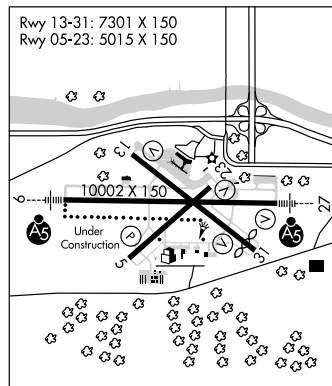 Rwy 13-31: 7301 X 150
Rwy 05-23: 5015 X 150
13
V
23
V
10002 X 150
9
27
V
A5
Under
Construction
P
V
A5
5
31